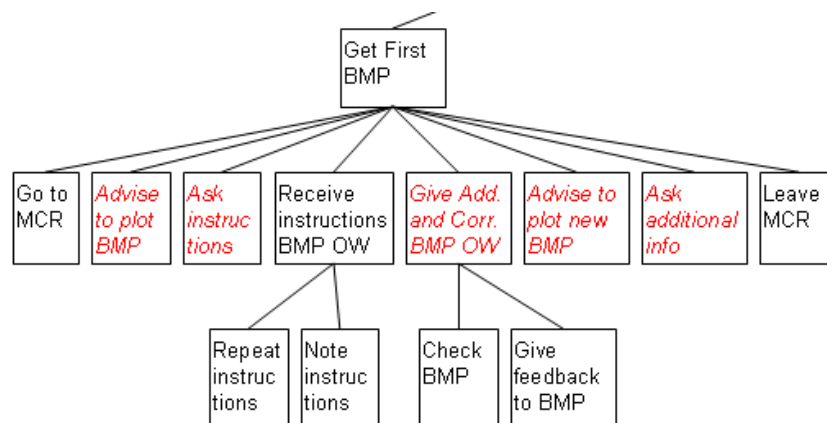 Get First
BMP
Go to
MCR
Advise
to plot
BMP
Ask
instruc
tions
Receive
instructions
BMP OW
Give Add.
and Corr.
BMP OW
Advise to
plot new
BMP
Ask
additional
info
Leave
MCR
Repeat
instruc
tions
Note
instruc
tions
Check
BMP
Give
feedback
to BMP